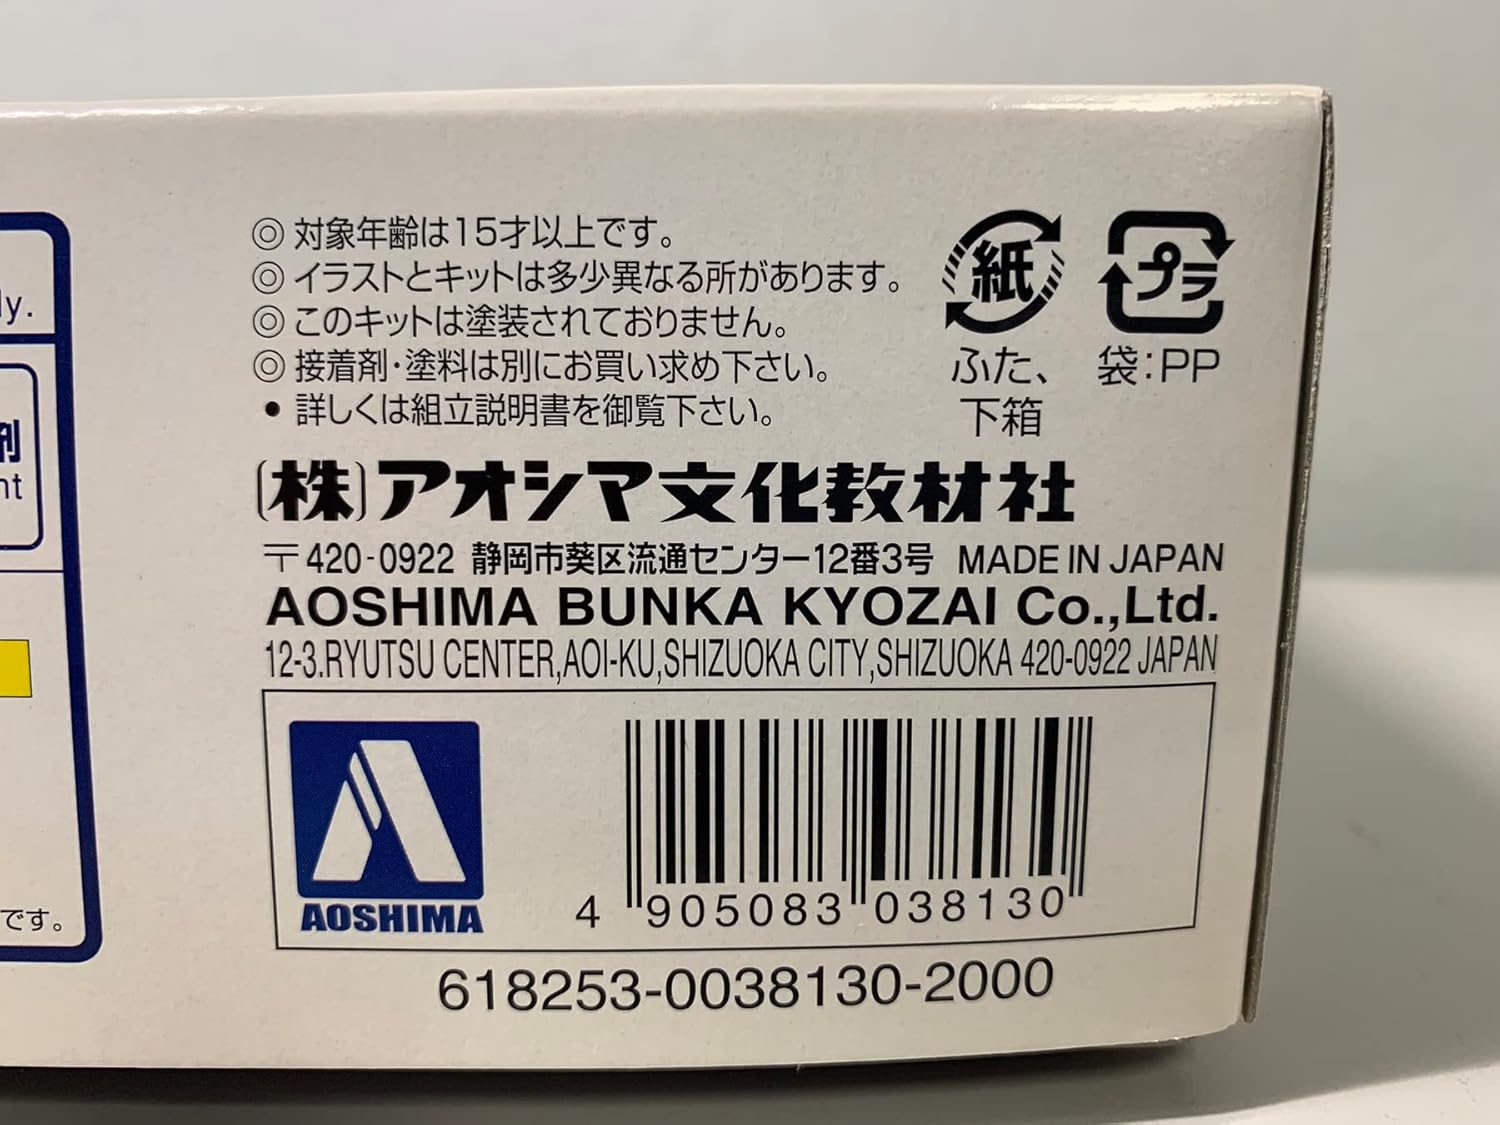 ly.
剤
nt
です。
◎ 対象年齢は15才以上です。
◎ イラストとキットは多少異なる所があります。
◎ このキットは塗装されておりません。
◎ 接着剤・塗料は別にお買い求め下さい。
• 詳しくは組立説明書を御覧下さい。
紙
ふた、
下箱
プラ
袋:PP
(株)アオシマ文化教材社
〒420-0922 静岡市葵区流通センター12番3号 MADE IN JAPAN
AOSHIMA BUNKA KYOZAI Co.,Ltd.
12-3.RYUTSU CENTER,AOI-KU,SHIZUOKA CITY,SHIZUOKA 420-0922 JAPAN
AOSHIMA
4 905083 038130
618253-0038130-2000